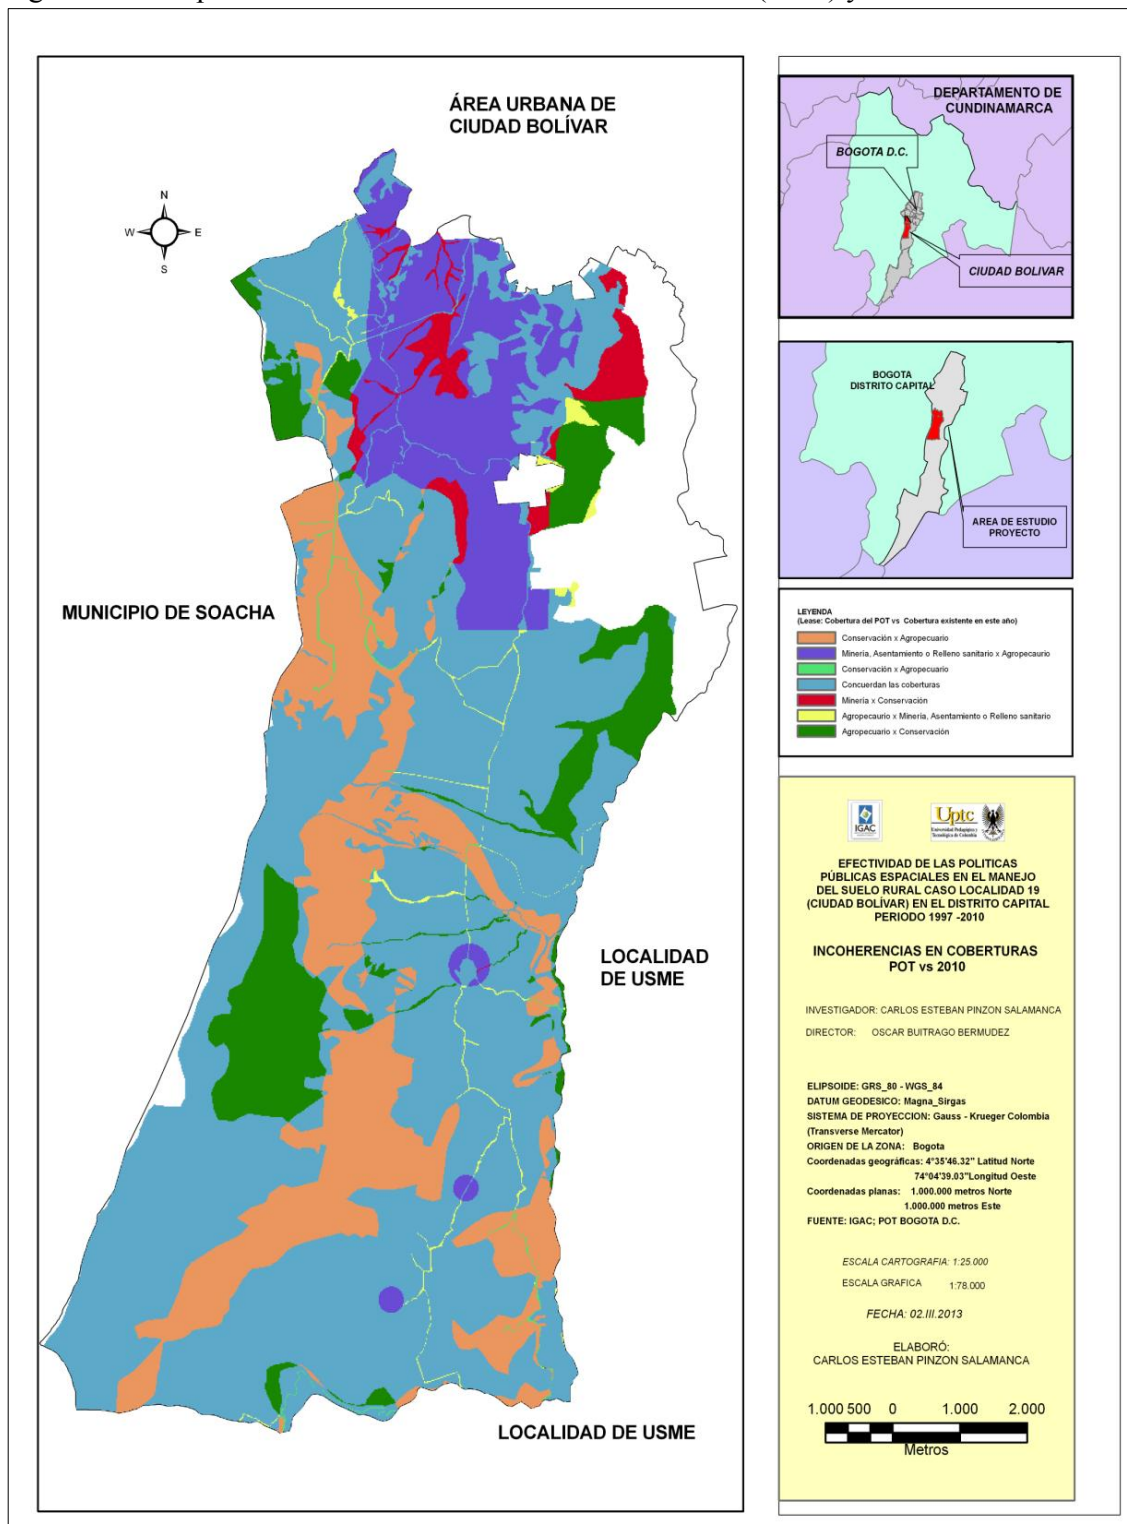 ÁREA URBANA DE
CIUDAD BOLÍVAR
N
W
E
S
MUNICIPIO DE SOACHA
LOCALIDAD
DE USME
LOCALIDAD DE USME
DEPARTAMENTO DE
CUNDINAMARCA
BOGOTA D.C.
CIUDAD BOLIVAR
BOGOTA
DISTRITO CAPITAL
AREA DE ESTUDIO
PROYECTO
LEYENDA
(Lease: Cobertura del POT vs Cobertura existente en este año)
Conservación x Agropecuario
Mineria, Asentamiento o Relleno sanitario x Agropecaurio
Conservación x Agropecuario
Concuerdan las coberturas
Minería x Conservación
Agropecaurio x Mineria, Asentamiento o Relleno sanitario
Agropecuario x Conservación
IGAC
Uptc
Universidad Pedagógica y
Tecnológica de Colombia
EFECTIVIDAD DE LAS POLITICAS
PÚBLICAS ESPACIALES EN EL MANEJO
DEL SUELO RURAL CASO LOCALIDAD 19
(CIUDAD BOLÍVAR) EN EL DISTRITO CAPITAL
PERIODO 1997 -2010
INCOHERENCIAS EN COBERTURAS
POT vs 2010
INVESTIGADOR: CARLOS ESTEBAN PINZON SALAMANCA
DIRECTOR: OSCAR BUITRAGO BERMUDEZ
ELIPSOIDE: GRS_80 - WGS_84
DATUM GEODESICO: Magna_Sirgas
SISTEMA DE PROYECCION: Gauss - Krueger Colombia
(Transverse Mercator)
ORIGEN DE LA ZONA: Bogota
Coordenadas geográficas: 4°35'46.32" Latitud Norte
74°04'39.03"Longitud Oeste
Coordenadas planas: 1.000.000 metros Norte
1.000.000 metros Este
FUENTE: IGAC; POT BOGOTA D.C.
ESCALA CARTOGRAFIA: 1:25.000
ESCALA GRAFICA 1:78.000
FECHA: 02.III.2013
ELABORÓ:
CARLOS ESTEBAN PINZON SALAMANCA
1.000 500 0 1.000 2.000
Metros